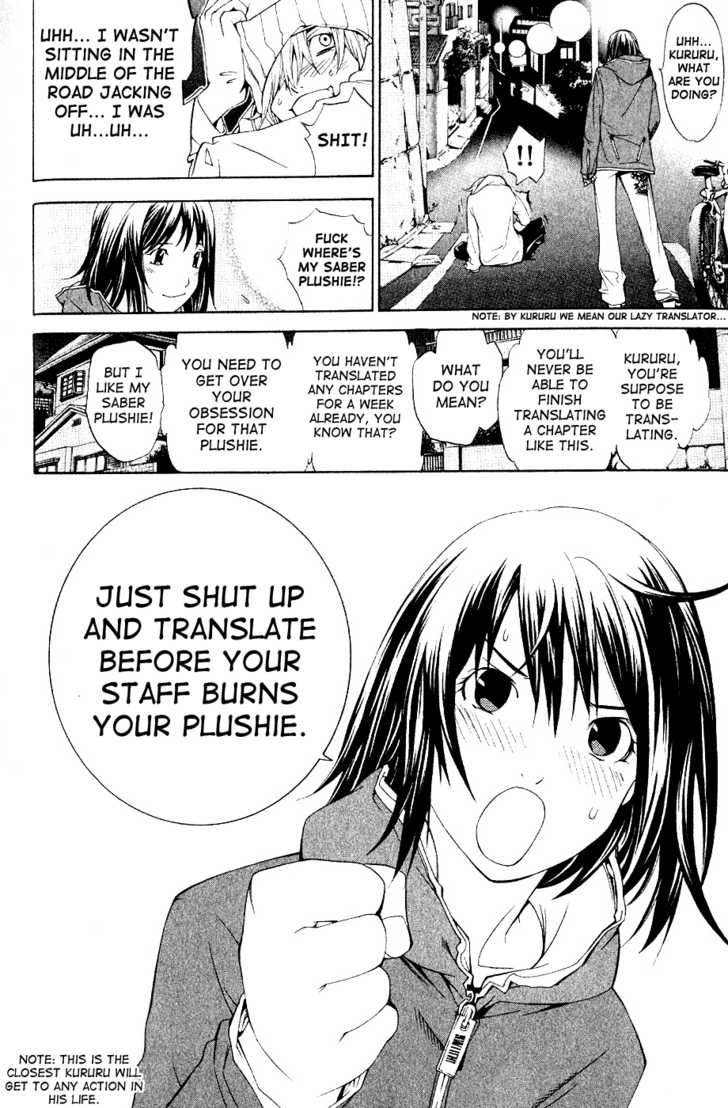 UHH...
KURURU,
WHAT
ARE YOU
DOING?
!!
NOTE: BY KURURU WE MEAN OUR LAZY TRANSLATOR...
UHH... I WASN'T
SITTING IN THE
MIDDLE OF THE
ROAD JACKING
OFF... I WAS
UH...UH...
SHIT!
FUCK
WHERE'S
MY SABER
PLUSHIE!?
KURURU,
YOU'RE
SUPPOSE
TO BE
TRANS-
LATING.
YOU'LL
NEVER BE
ABLE TO
FINISH
TRANSLATING
A CHAPTER
LIKE THIS.
WHAT
DO YOU
MEAN?
YOU HAVEN'T
TRANSLATED
ANY CHAPTERS
FOR A WEEK
ALREADY, YOU
KNOW THAT?
YOU NEED TO
GET OVER
YOUR
OBSESSION
FOR THAT
PLUSHIE.
BUT I
LIKE MY
SABER
PLUSHIE!
JUST SHUT UP
AND TRANSLATE
BEFORE YOUR
STAFF BURNS
YOUR PLUSHIE.
NOTE: THIS IS THE
CLOSEST KURURU WILL
GET TO ANY ACTION IN
HIS LIFE.